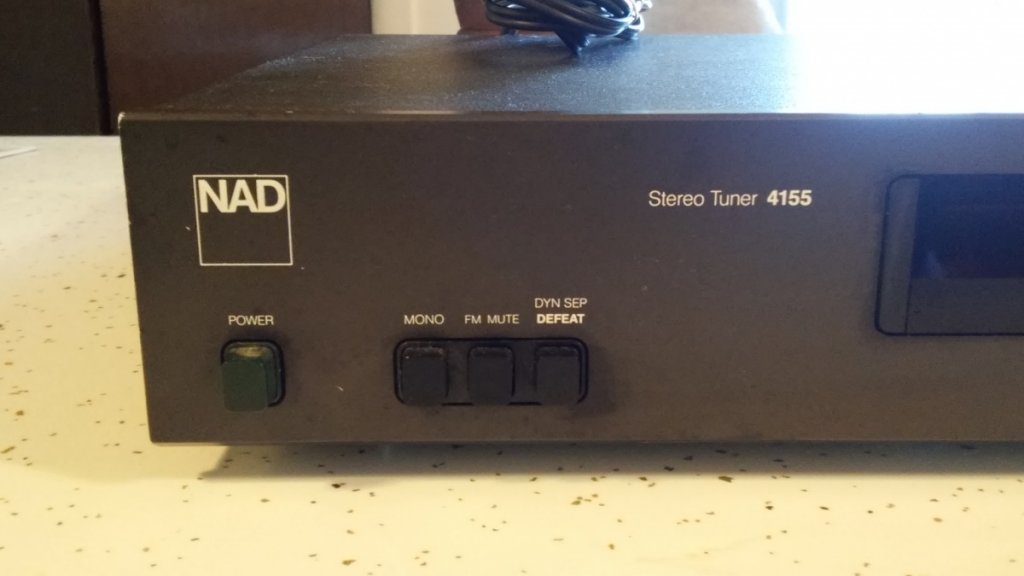 NAD
Stereo Tuner 4155
POWER
MONO
FM MUTE
DYN SEP
DEFEAT